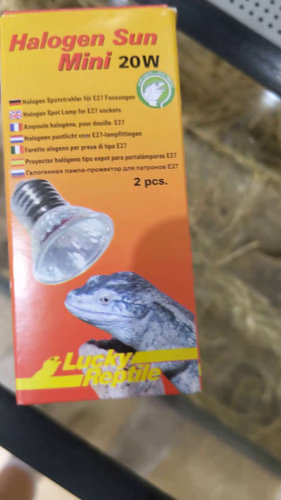 Halogen Sun
Mini 20W
Halogen Spotstrahler für E27 Fassungen
Halogen Spot Lamp for E27 sockets
Ampoule halogène, pour douille E27
Halogeen puntlicht voor E27-lampfittingen
Faretto alogeno per prese di tipo E27
Proyector halógeno tipo espot para portalámparas E27
Галогенная лампа-прожектор для патронов E27
2 pcs.
Lucky
Reptile